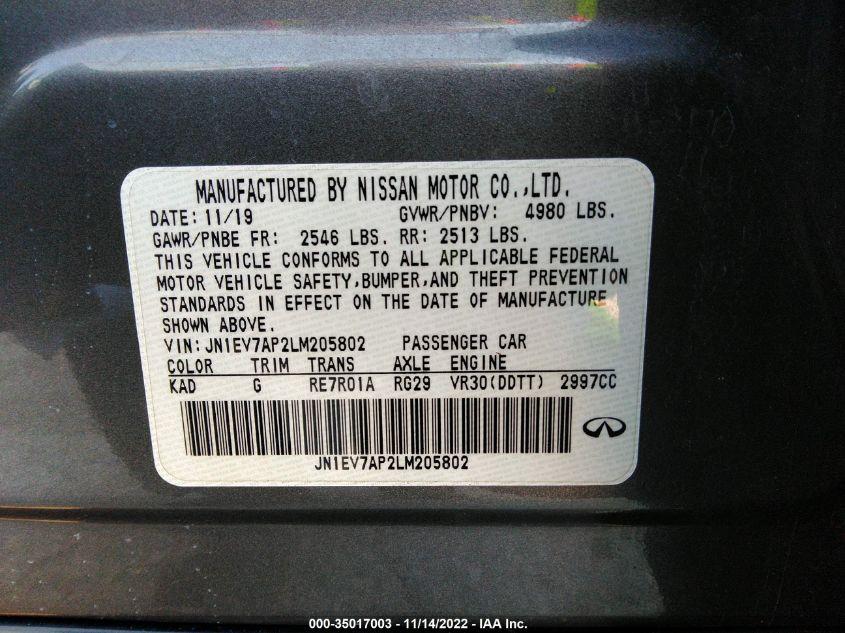 MANUFACTURED BY NISSAN MOTOR CO.,LTD.
DATE: 11/19 GVWR/PNBV: 4980 LBS.
GAWR/PNBE FR: 2546 LBS. RR: 2513 LBS.
THIS VEHICLE CONFORMS TO ALL APPLICABLE FEDERAL
MOTOR VEHICLE SAFETY,BUMPER,AND THEFT PREVENTION
STANDARDS IN EFFECT ON THE DATE OF MANUFACTURE
SHOWN ABOVE.
VIN:JN1EV7AP2LM205802 PASSENGER CAR
COLOR TRIM TRANS AXLE ENGINE
KAD G RE7R01A RG29 VR30(DDTT) 2997CC
JN1EV7AP2LM205802
000-35017003 - 11/14/2022 - IAA Inc.